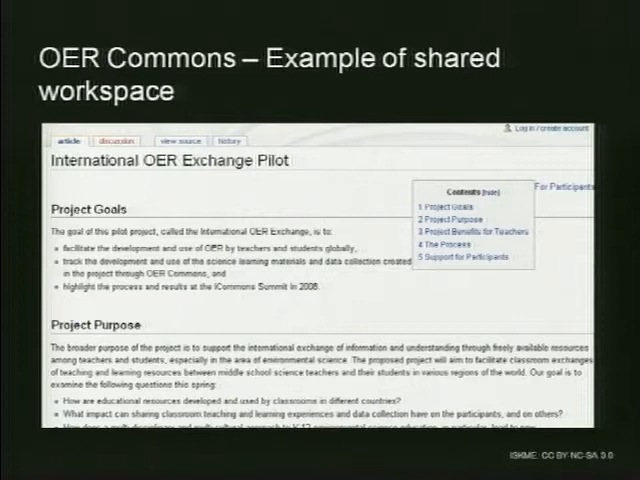 OER Commons – Example of shared
workspace
Log in / create account
article discussion view source history
International OER Exchange Pilot
For Participants
Contents [hide]
1 Project Goals
2 Project Purpose
3 Project Benefits for Teachers
4 The Process
5 Support for Participants
Project Goals
The goal of this pilot project, called the International OER Exchange, is to:
facilitate the development and use of OER by teachers and students globally,
track the development and use of the science learning materials and data collection created
in the project through OER Commons, and
highlight the process and results at the iCommons Summit in 2008.
Project Purpose
The broader purpose of the project is to support the international exchange of information and understanding through freely available resources
among teachers and students, especially in the area of environmental science. The proposed project will aim to facilitate classroom exchanges
of teaching and learning resources between middle school science teachers and their students in various regions of the world. Our goal is to
examine the following questions this spring:
How are educational resources developed and used by classrooms in different countries?
What impact can sharing classroom teaching and learning experiences and data collection have on the participants, and on others?
ISKME, CC BY-NC-SA 3.0